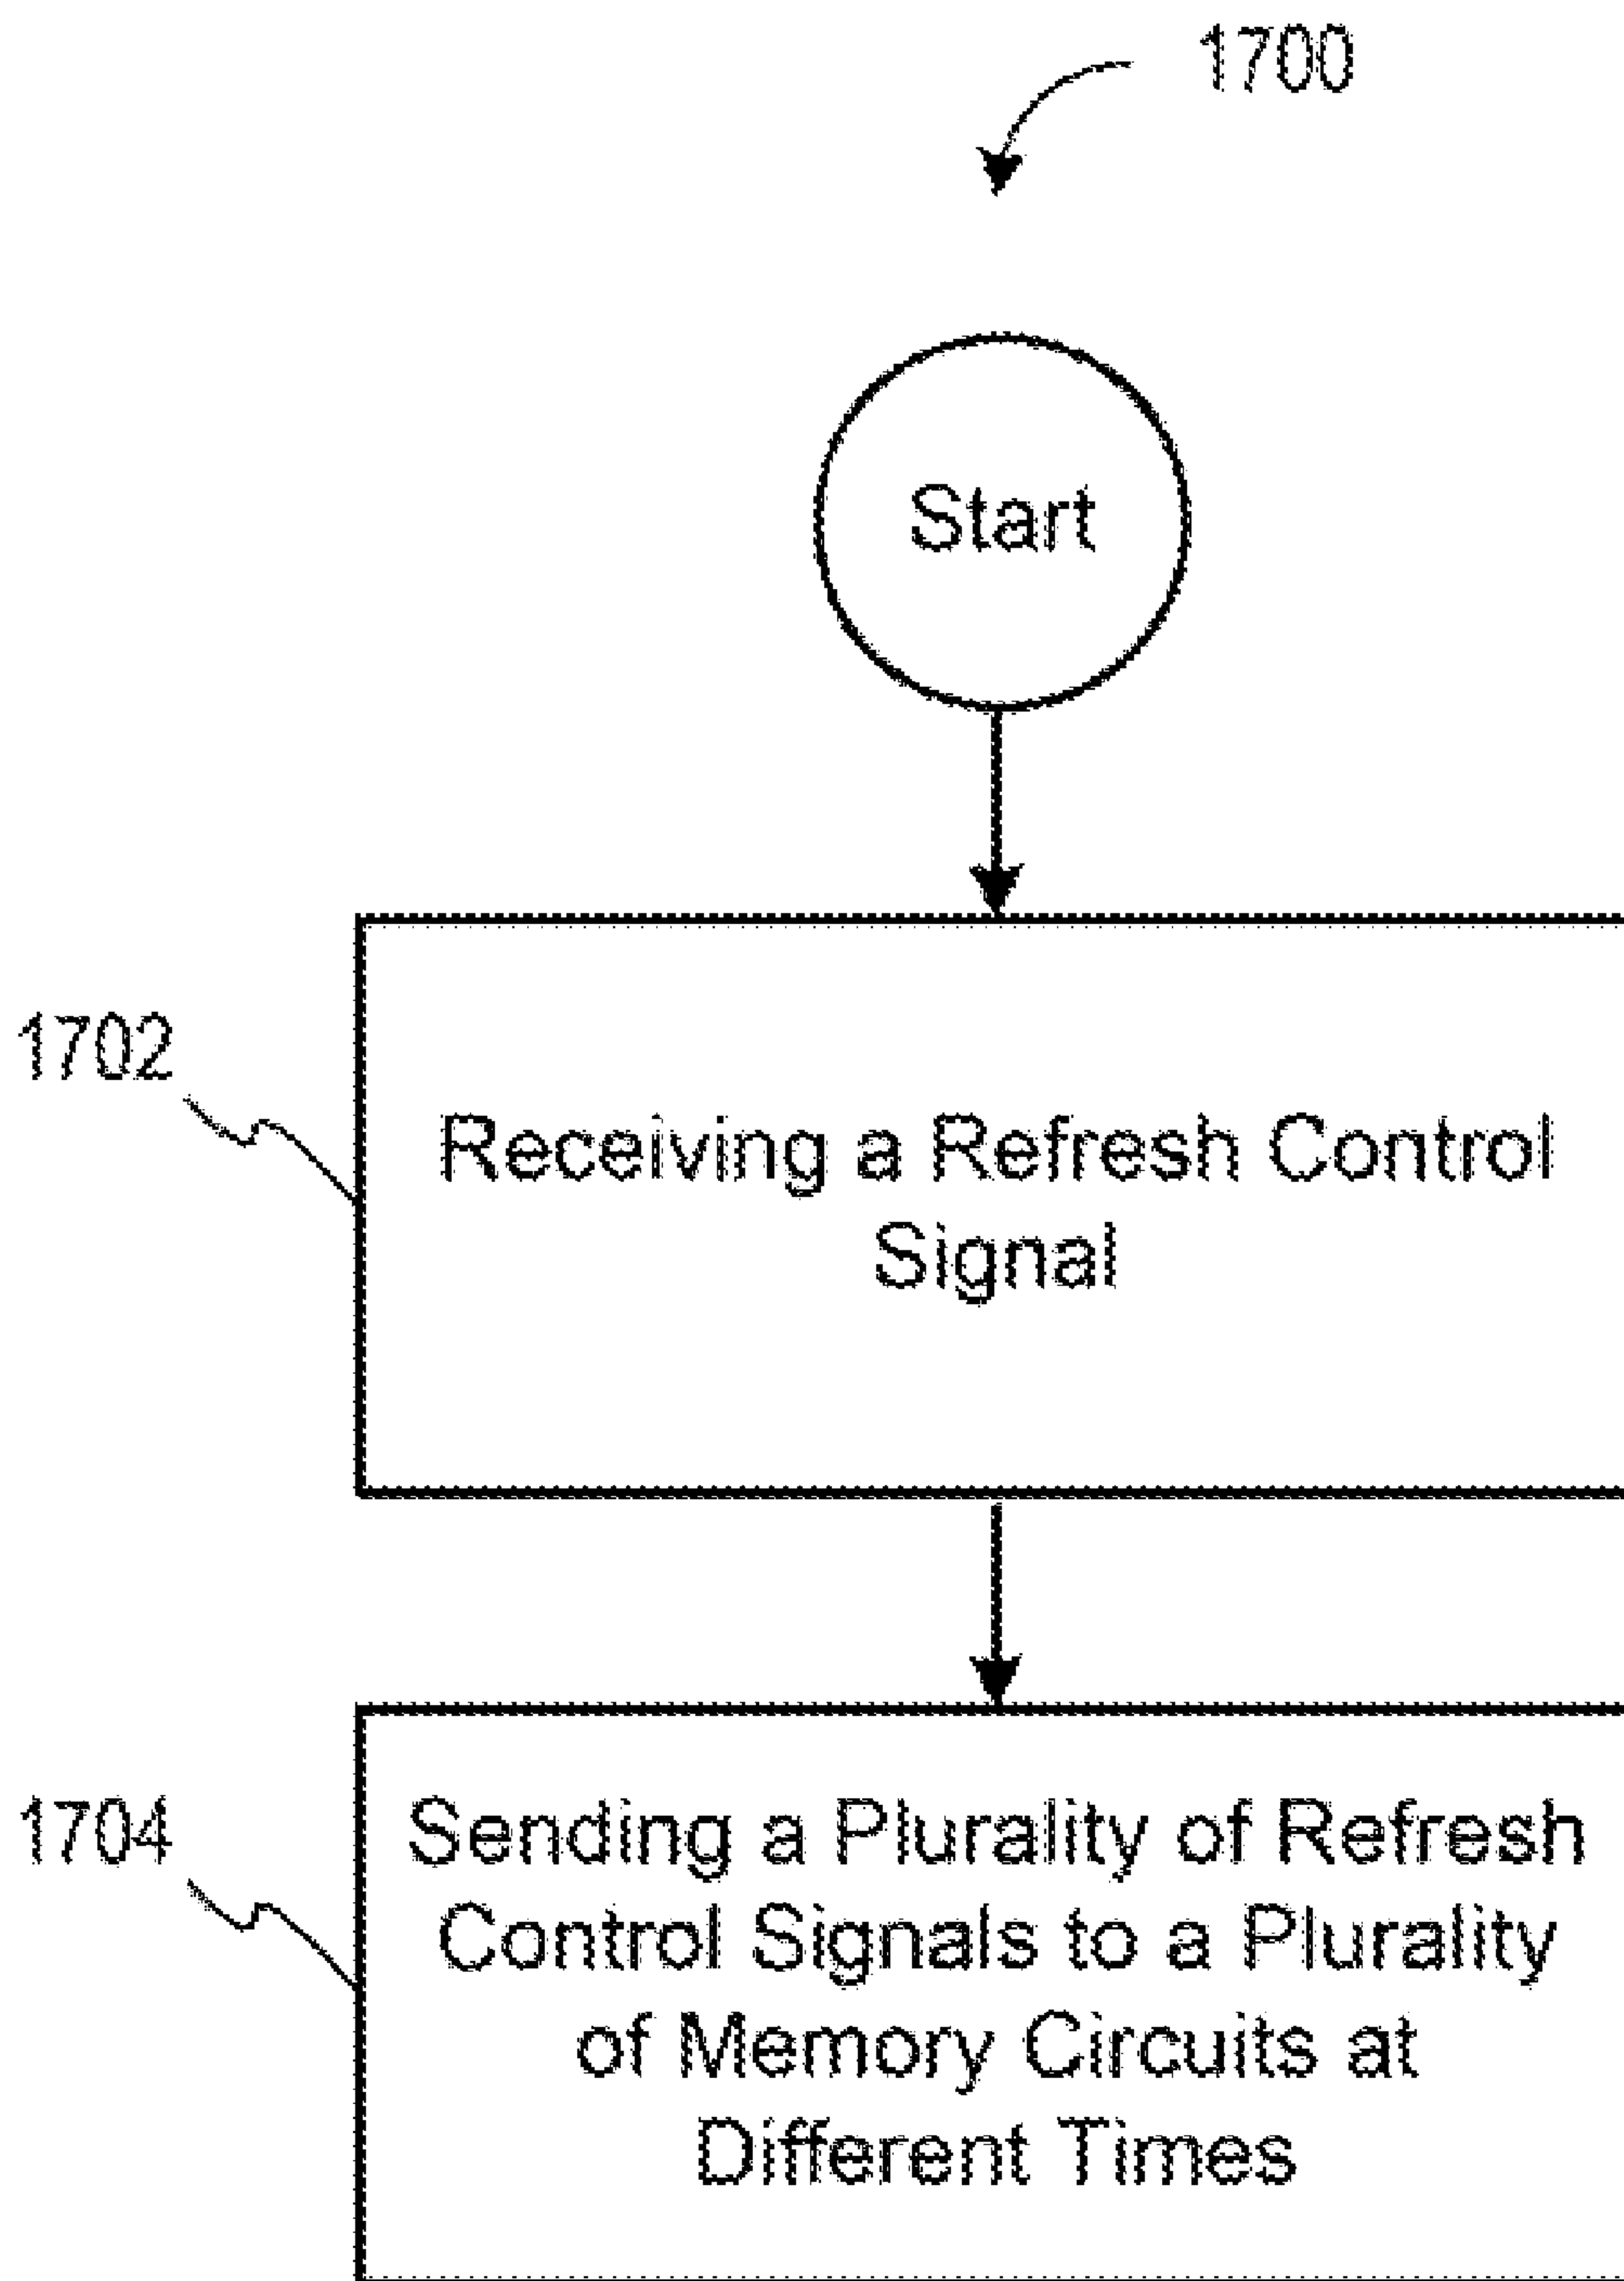 1700
Start
1702
Receiving a Refresh Control
Signal
1704
Sending a Plurality of Refresh
Control Signals to a Plurality
of Memory Circuits at
Different Times